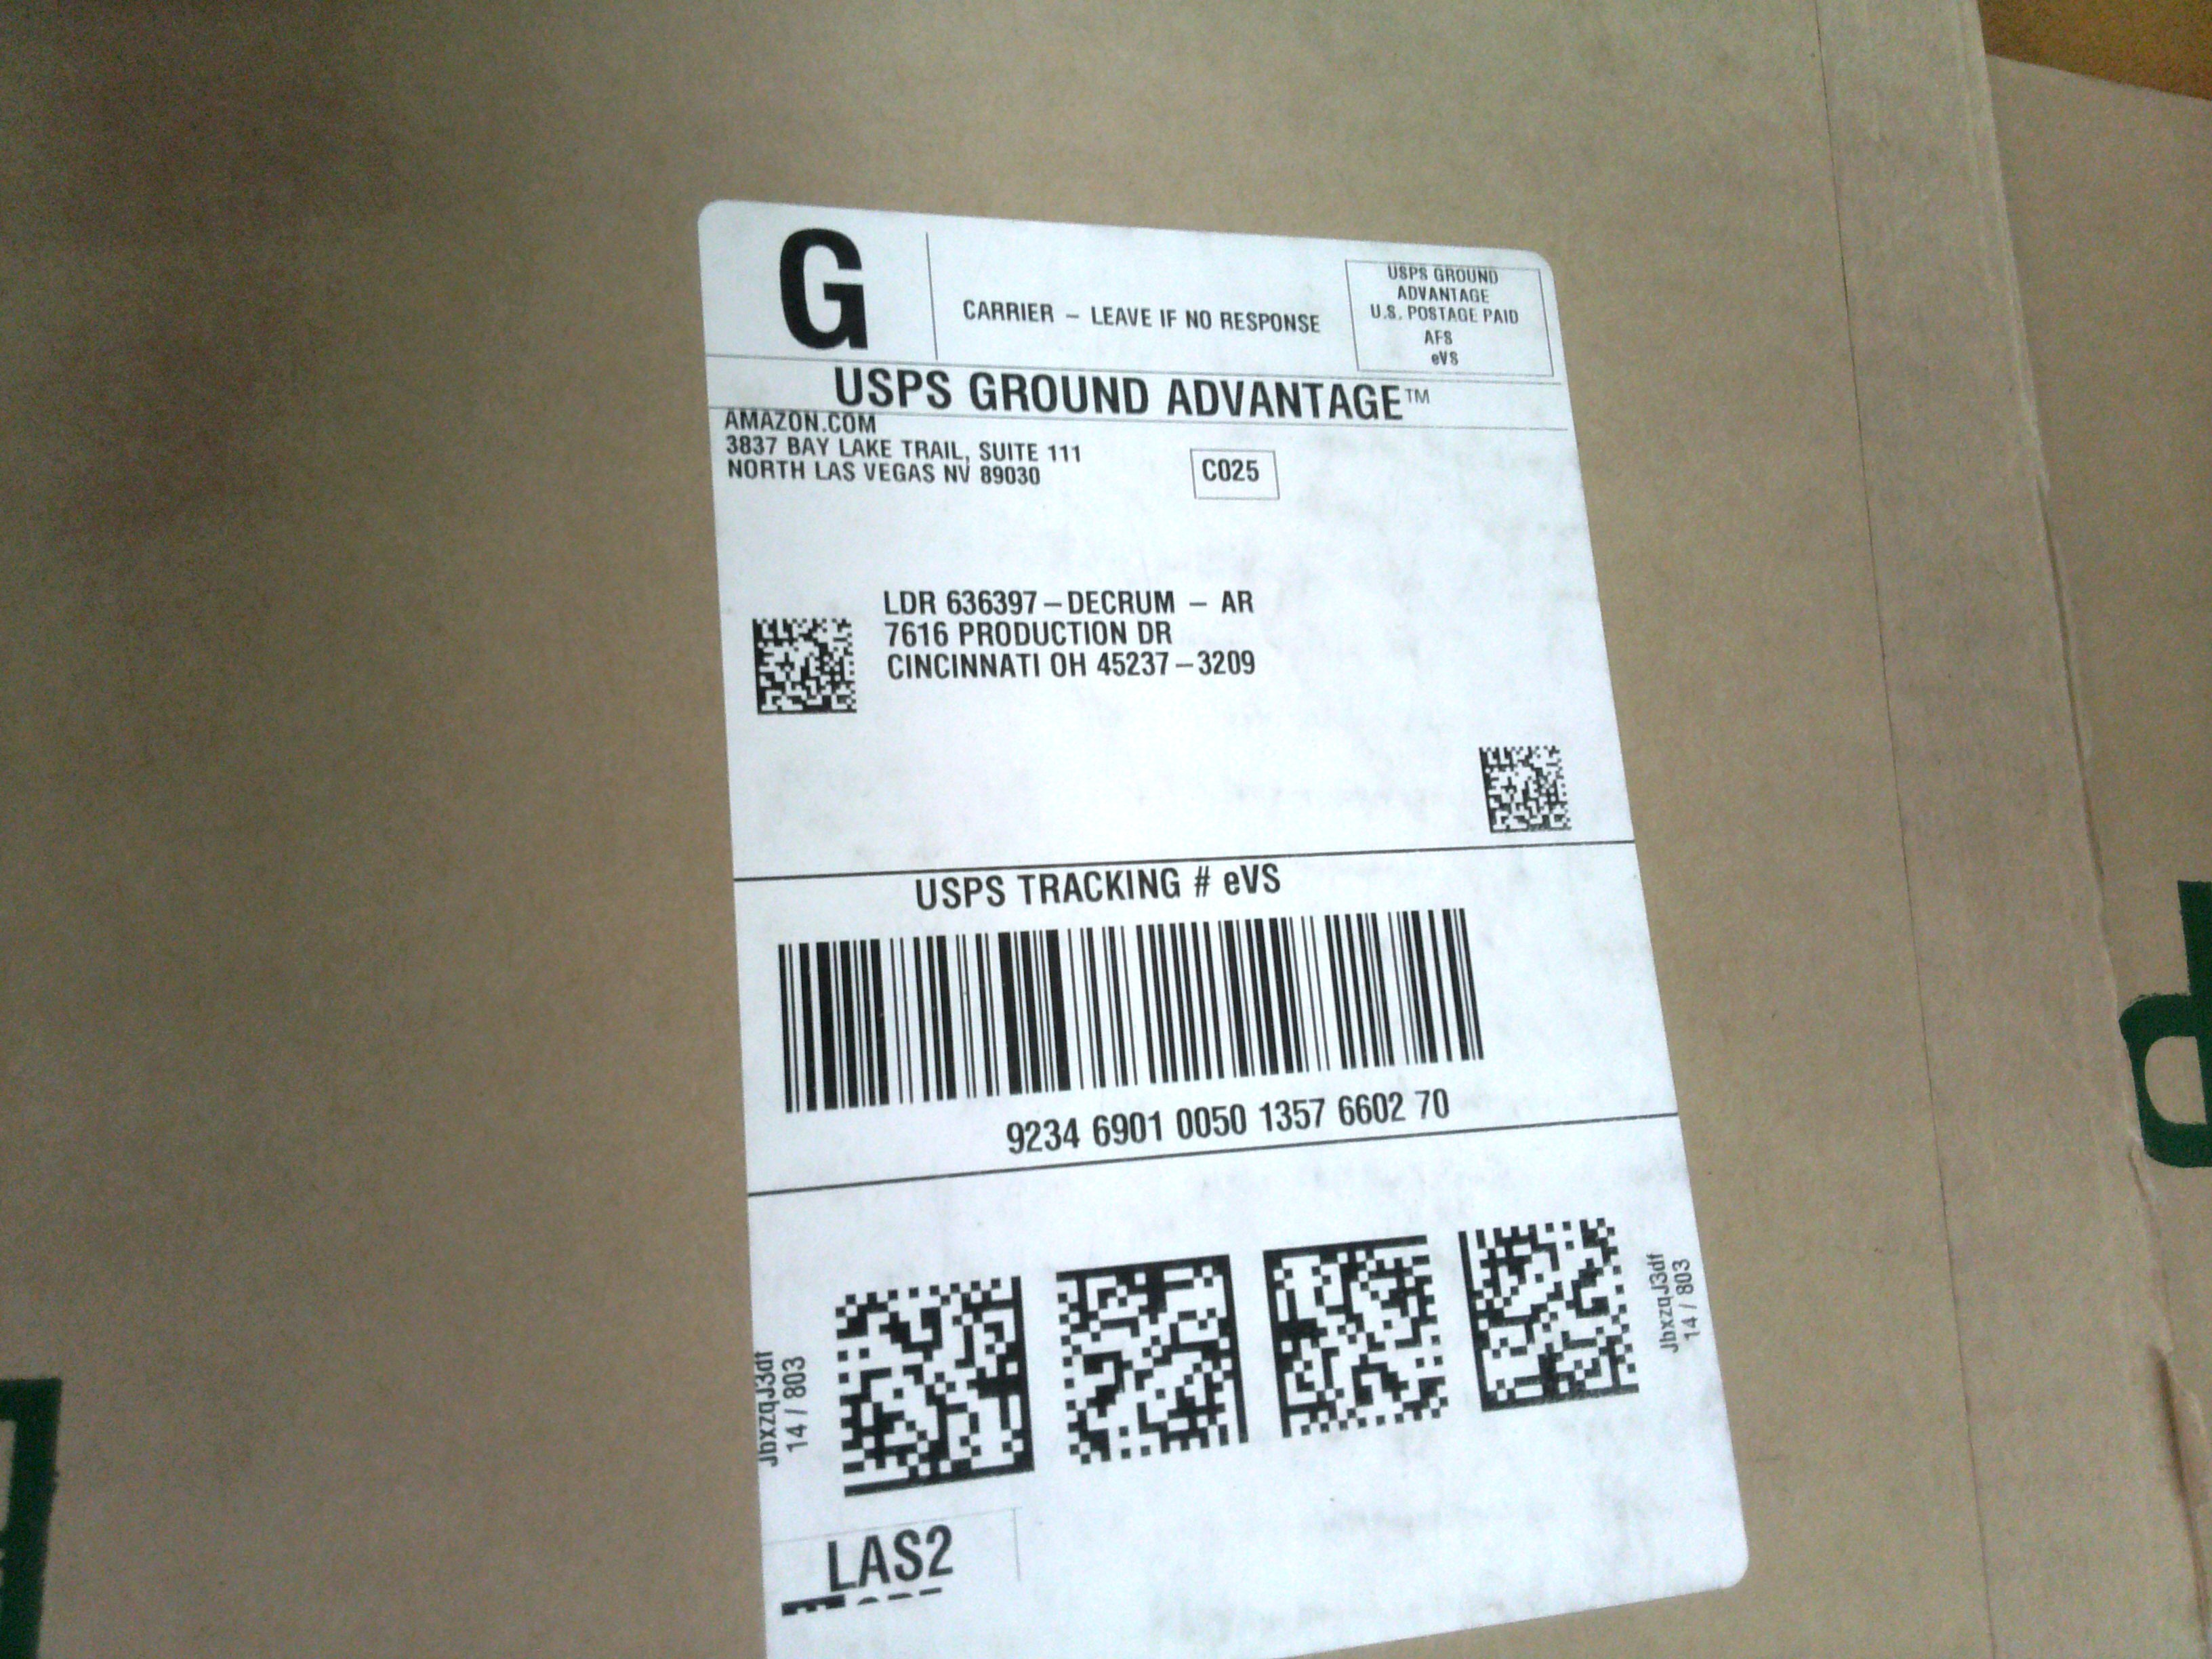 G
CARRIER – LEAVE IF NO RESPONSE
USPS GROUND
ADVANTAGE
U.S. POSTAGE PAID
AFS
eVS
USPS GROUND ADVANTAGE™
AMAZON.COM
3837 BAY LAKE TRAIL, SUITE 111
NORTH LAS VEGAS NV 89030
C025
LDR 636397–DECRUM – AR
7616 PRODUCTION DR
CINCINNATI OH 45237–3209
USPS TRACKING # eVS
9234 6901 0050 1357 6602 70
JbxzqJ3df
14 / 803
JbxzqJ3df
14 / 803
LAS2